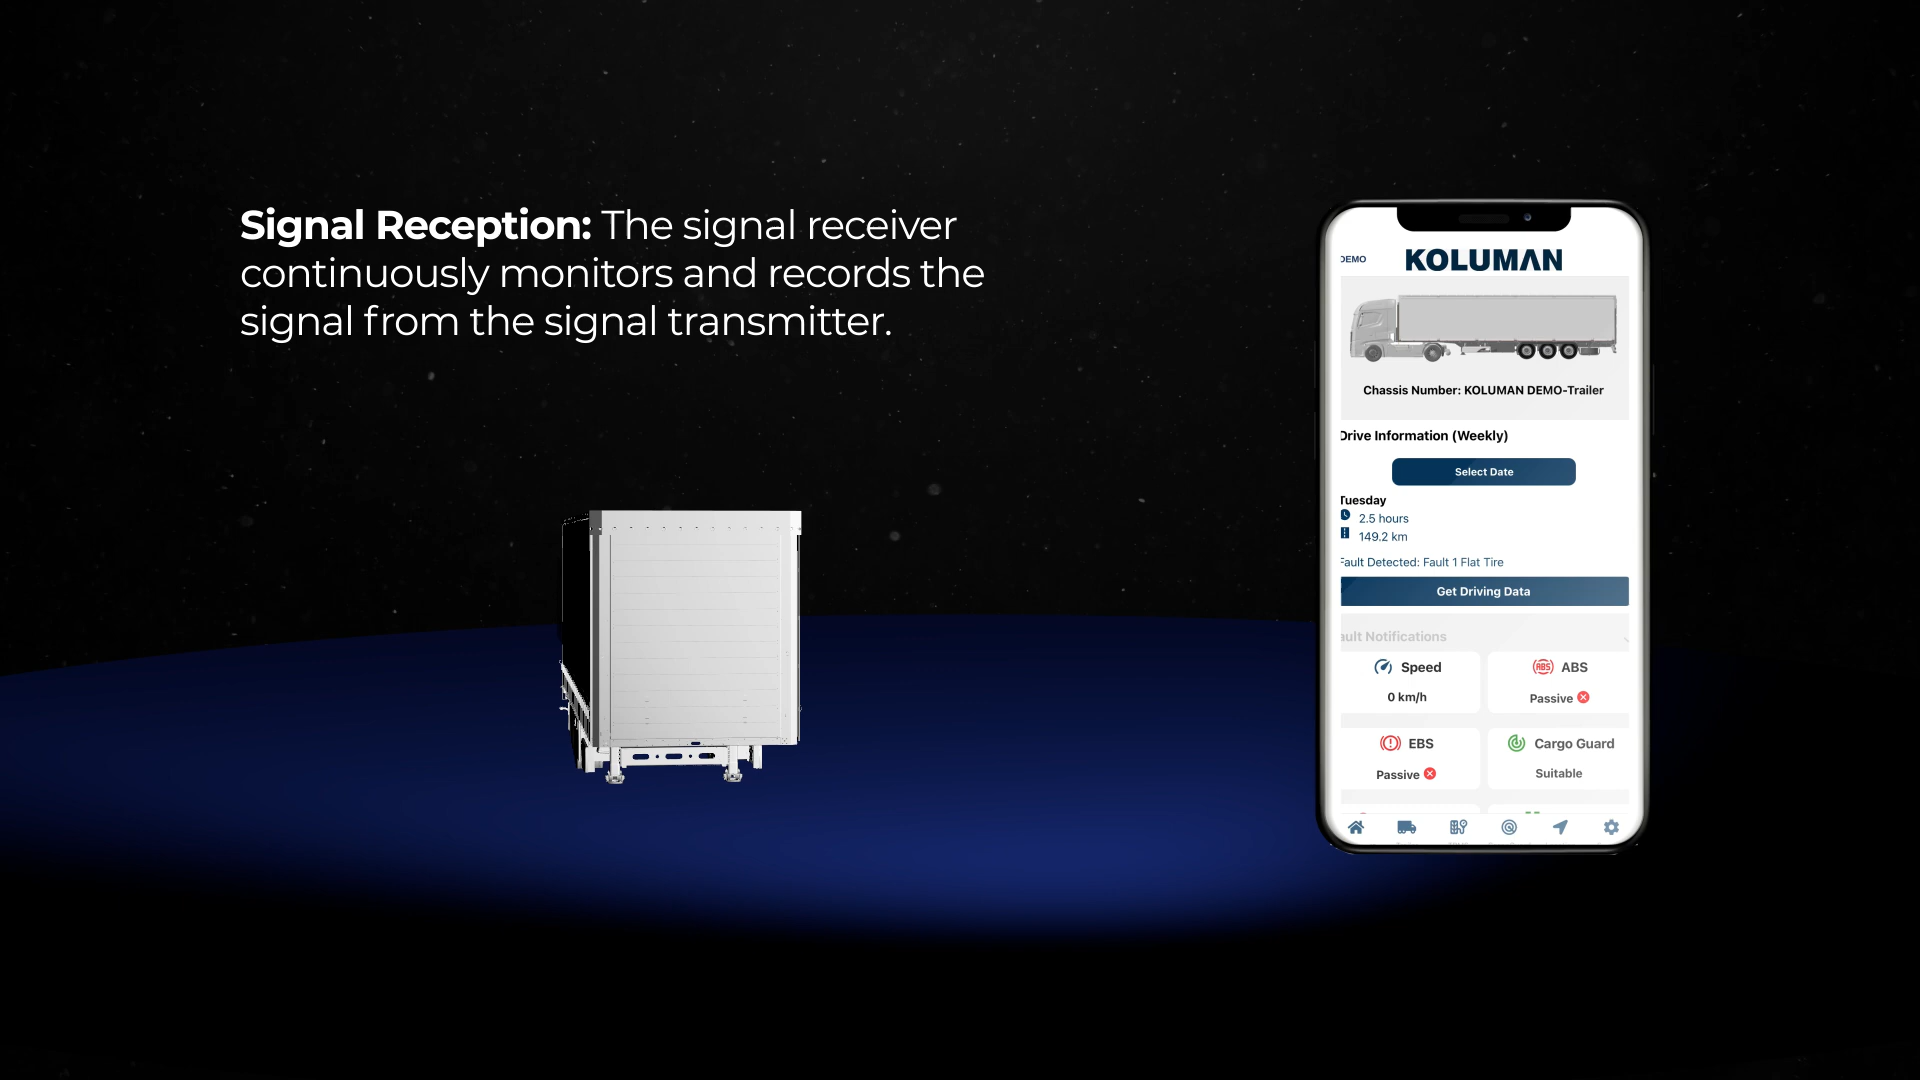 Signal Reception: The signal receiver
continuously monitors and records the
signal from the signal transmitter.
DEMO
KOLUMAN
Chassis Number: KOLUMAN DEMO-Trailer
Drive Information (Weekly)
Select Date
Tuesday
2.5 hours
149.2 km
Fault Detected: Fault 1 Flat Tire
Get Driving Data
ault Notifications
Speed
0 km/h
ABS
ABS
Passive
EBS
Passive
Cargo Guard
Suitable